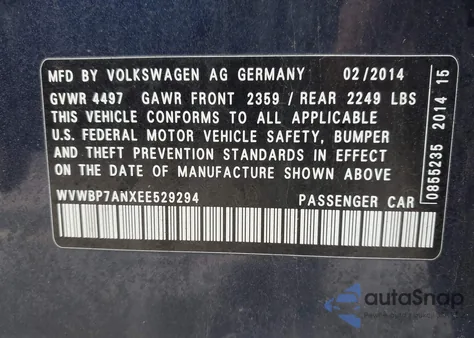 MFD BY VOLKSWAGEN AG GERMANY 02/2014
GVWR 4497 GAWR FRONT 2359 / REAR 2249 LBS
THIS VEHICLE CONFORMS TO ALL APPLICABLE
U.S. FEDERAL MOTOR VEHICLE SAFETY, BUMPER
AND THEFT PREVENTION STANDARDS IN EFFECT
ON THE DATE OF MANUFACTURE SHOWN ABOVE
WVWBP7ANXEE529294 PASSENGER CAR
0855235 2014 15
autaSnap